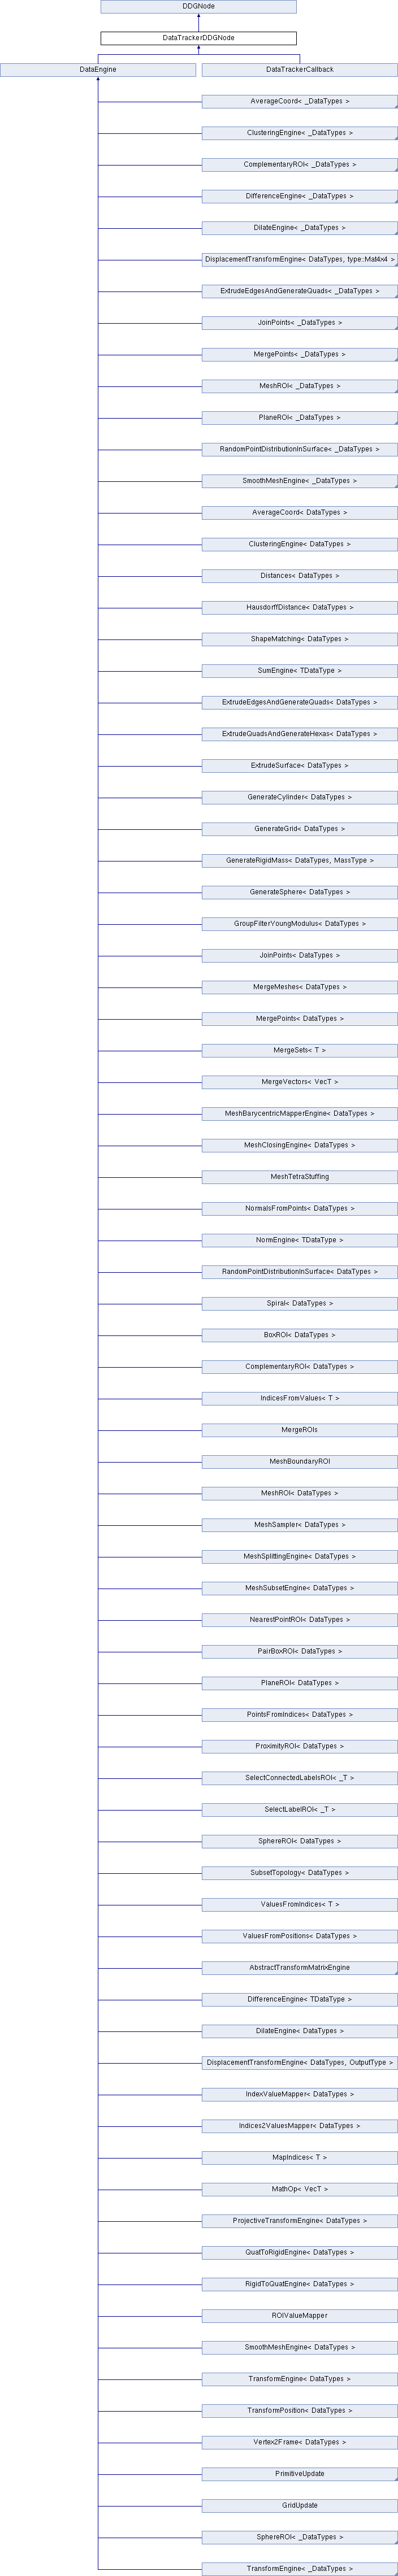 DDGNode
DataTrackerDDGNode
DataEngine
DataTrackerCallback
AverageCoord< _DataTypes >
ClusteringEngine< _DataTypes >
ComplementaryROI< _DataTypes >
DifferenceEngine< _DataTypes >
DilateEngine< _DataTypes >
DisplacementTransformEngine< DataTypes, type::Mat4x4 >
ExtrudeEdgesAndGenerateQuads< _DataTypes >
JoinPoints< _DataTypes >
MergePoints< _DataTypes >
MeshROI< _DataTypes >
PlaneROI< _DataTypes >
RandomPointDistributionInSurface< _DataTypes >
SmoothMeshEngine< _DataTypes >
AverageCoord< DataTypes >
ClusteringEngine< DataTypes >
Distances< DataTypes >
HausdorffDistance< DataTypes >
ShapeMatching< DataTypes >
SumEngine< TDataType >
ExtrudeEdgesAndGenerateQuads< DataTypes >
ExtrudeQuadsAndGenerateHexas< DataTypes >
ExtrudeSurface< DataTypes >
GenerateCylinder< DataTypes >
GenerateGrid< DataTypes >
GenerateRigidMass< DataTypes, MassType >
GenerateSphere< DataTypes >
GroupFilterYoungModulus< DataTypes >
JoinPoints< DataTypes >
MergeMeshes< DataTypes >
MergePoints< DataTypes >
MergeSets< T >
MergeVectors< VecT >
MeshBarycentricMapperEngine< DataTypes >
MeshClosingEngine< DataTypes >
MeshTetraStuffing
NormalsFromPoints< DataTypes >
NormEngine< TDataType >
RandomPointDistributionInSurface< DataTypes >
Spiral< DataTypes >
BoxROI< DataTypes >
ComplementaryROI< DataTypes >
IndicesFromValues< T >
MergeROIs
MeshBoundaryROI
MeshROI< DataTypes >
MeshSampler< DataTypes >
MeshSplittingEngine< DataTypes >
MeshSubsetEngine< DataTypes >
NearestPointROI< DataTypes >
PairBoxROI< DataTypes >
PlaneROI< DataTypes >
PointsFromIndices< DataTypes >
ProximityROI< DataTypes >
SelectConnectedLabelsROI< _T >
SelectLabelROI< _T >
SphereROI< DataTypes >
SubsetTopology< DataTypes >
ValuesFromIndices< T >
ValuesFromPositions< DataTypes >
AbstractTransformMatrixEngine
DifferenceEngine< TDataType >
DilateEngine< DataTypes >
DisplacementTransformEngine< DataTypes, OutputType >
IndexValueMapper< DataTypes >
Indices2ValuesMapper< DataTypes >
MapIndices< T >
MathOp< VecT >
ProjectiveTransformEngine< DataTypes >
QuatToRigidEngine< DataTypes >
RigidToQuatEngine< DataTypes >
ROIValueMapper
SmoothMeshEngine< DataTypes >
TransformEngine< DataTypes >
TransformPosition< DataTypes >
Vertex2Frame< DataTypes >
PrimitiveUpdate
GridUpdate
SphereROI< _DataTypes >
TransformEngine< _DataTypes >